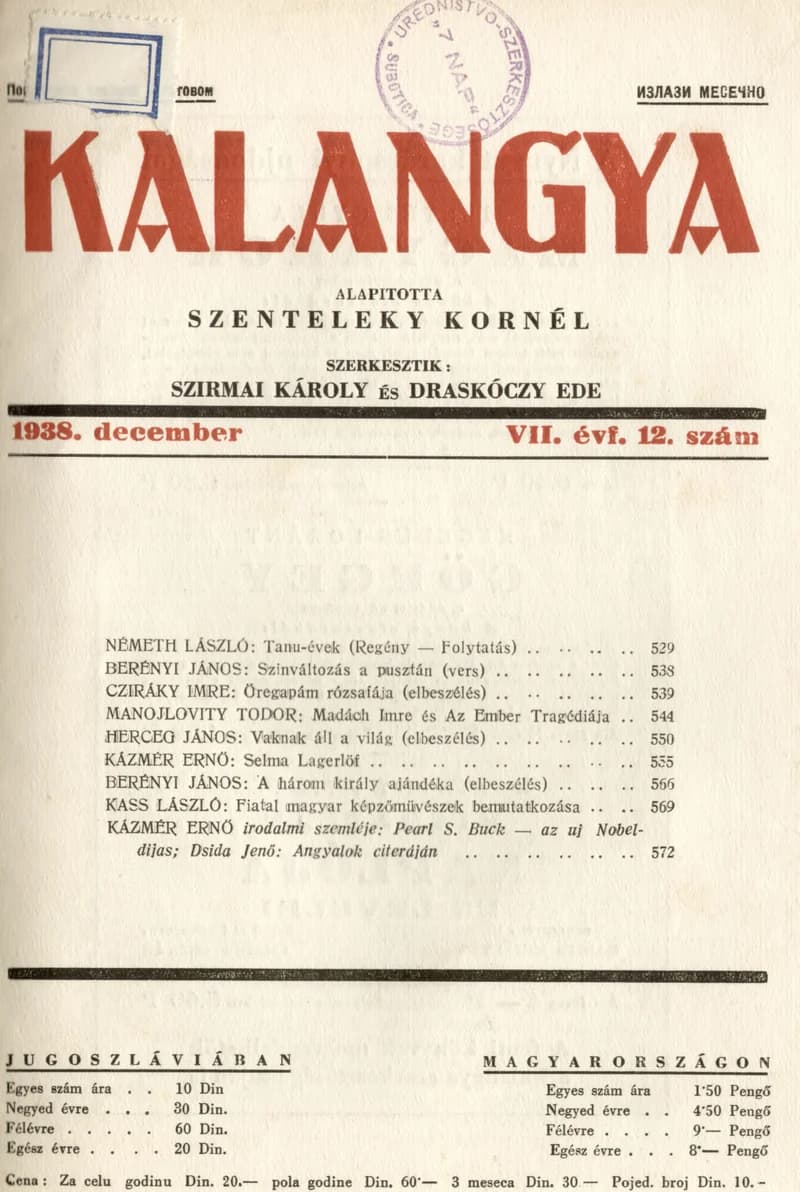 говом
ИЗЛАЗИ МЕСЕЧНО
UREDNIŠTVO-SZERKESZTŐSÉGE
"7 NAP"
SUBOTICA
KALANGYA
ALAPITOTTA
SZENTELEKY KORNÉL
SZERKESZTIK:
SZIRMAI KÁROLY ÉS DRASKÓCZY EDE
1938. december VII. évf. 12. szám
NÉMETH LÁSZLÓ: Tanu-évek (Regény — Folytatás) .. .. .. .. 529
BERÉNYI JÁNOS: Szinváltozás a pusztán (vers) .. .. .. .. .. 538
CZIRÁKY IMRE: Öregapám rózsafája (elbeszélés) .. .. .. .. .. 539
MANOJLOVITY TODOR: Madách Imre és Az Ember Tragédiája .. 544
HERCEG JÁNOS: Vaknak áll a világ (elbeszélés) .. .. .. .. .. 550
KÁZMÉR ERNŐ: Selma Lagerlöf .. .. .. .. .. .. .. .. .. 555
BERÉNYI JÁNOS: A három király ajándéka (elbeszélés) .. .. .. 566
KASS LÁSZLÓ: Fiatal magyar képzőművészek bemutatkozása .. .. 569
KÁZMÉR ERNŐ irodalmi szemléje: Pearl S. Buck — az uj Nobel-
dijas; Dsida Jenő: Angyalok citeráján .. .. .. .. .. .. 572
JUGOSZLÁVIÁBAN
Egyes szám ára . . 10 Din
Negyed évre . . . 30 Din.
Félévre . . . . . 60 Din.
Egész évre . . . . 20 Din.
MAGYARORSZÁGON
Egyes szám ára 1·50 Pengő
Negyed évre . . 4·50 Pengő
Félévre . . . . 9·— Pengő
Egész évre . . . 8·— Pengő
Cena: Za celu godinu Din. 20.— pola godine Din. 60·— 3 meseca Din. 30 — Pojed. broj Din. 10.-